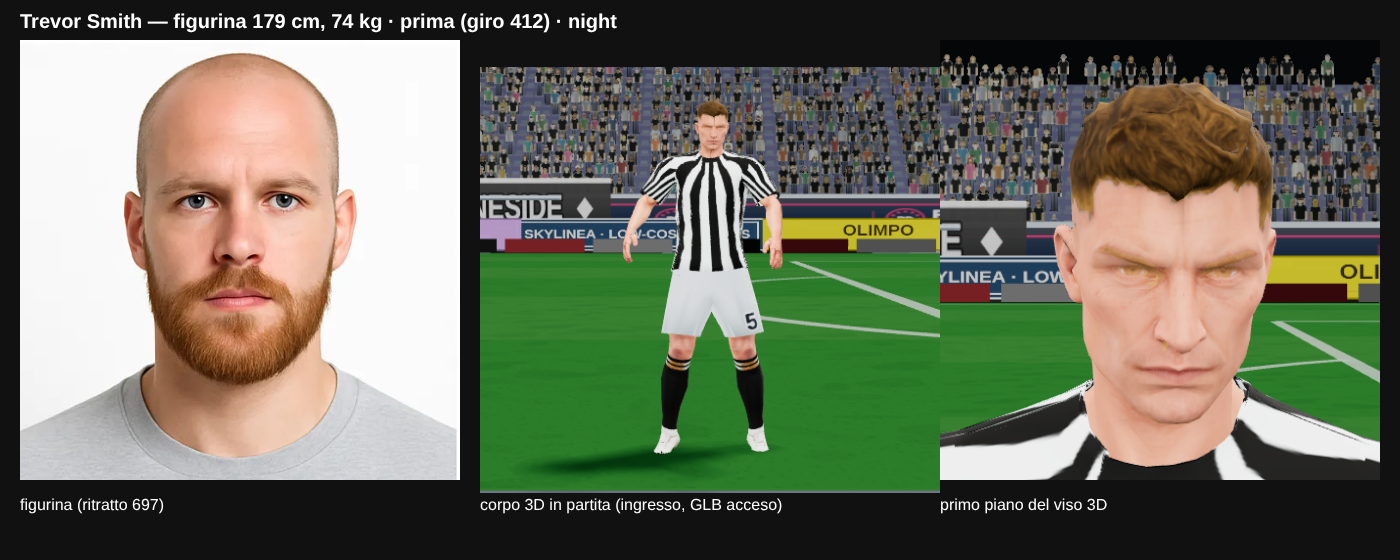 Trevor Smith — figurina 179 cm, 74 kg · prima (giro 412) · night
NESIDE
SKYLINEA · LOW-COS S
OLIMPO
5
E
YLINEA · LOW
OLI
figurina (ritratto 697)
corpo 3D in partita (ingresso, GLB acceso)
primo piano del viso 3D